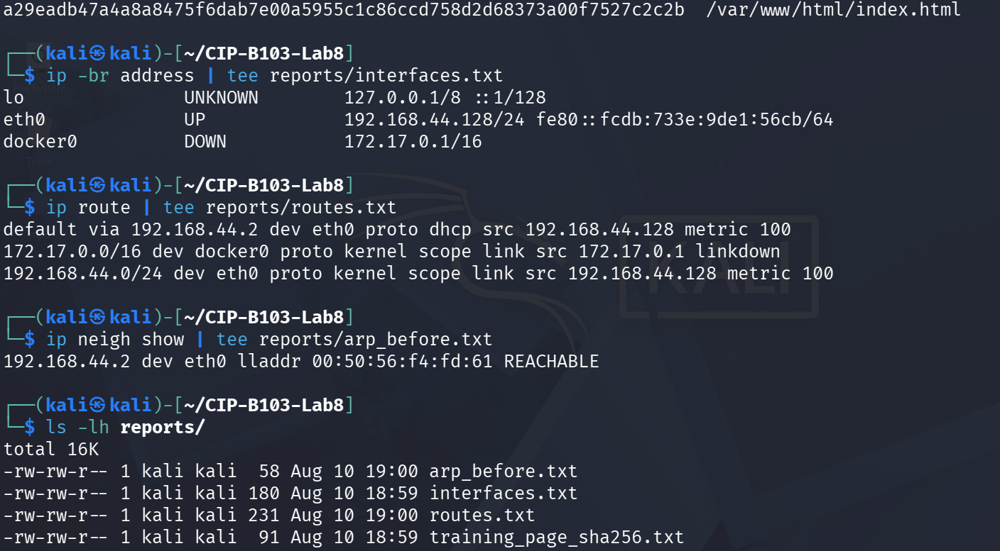 a29eadb47a4a8a8475f6dab7e00a5955c1c86ccd758d2d68373a00f7527c2c2b  /var/www/html/index.html
┌──(kali㉿kali)-[~/CIP-B103-Lab8]
└─$ ip -br address | tee reports/interfaces.txt
lo               UNKNOWN        127.0.0.1/8 ::1/128
eth0             UP             192.168.44.128/24 fe80::fcdb:733e:9de1:56cb/64
docker0          DOWN           172.17.0.1/16
┌──(kali㉿kali)-[~/CIP-B103-Lab8]
└─$ ip route | tee reports/routes.txt
default via 192.168.44.2 dev eth0 proto dhcp src 192.168.44.128 metric 100
172.17.0.0/16 dev docker0 proto kernel scope link src 172.17.0.1 linkdown
192.168.44.0/24 dev eth0 proto kernel scope link src 192.168.44.128 metric 100
┌──(kali㉿kali)-[~/CIP-B103-Lab8]
└─$ ip neigh show | tee reports/arp_before.txt
192.168.44.2 dev eth0 lladdr 00:50:56:f4:fd:61 REACHABLE
┌──(kali㉿kali)-[~/CIP-B103-Lab8]
└─$ ls -lh reports/
total 16K
-rw-rw-r-- 1 kali kali  58 Aug 10 19:00 arp_before.txt
-rw-rw-r-- 1 kali kali 180 Aug 10 18:59 interfaces.txt
-rw-rw-r-- 1 kali kali 231 Aug 10 19:00 routes.txt
-rw-rw-r-- 1 kali kali  91 Aug 10 18:59 training_page_sha256.txt
File System
Trash
KALI